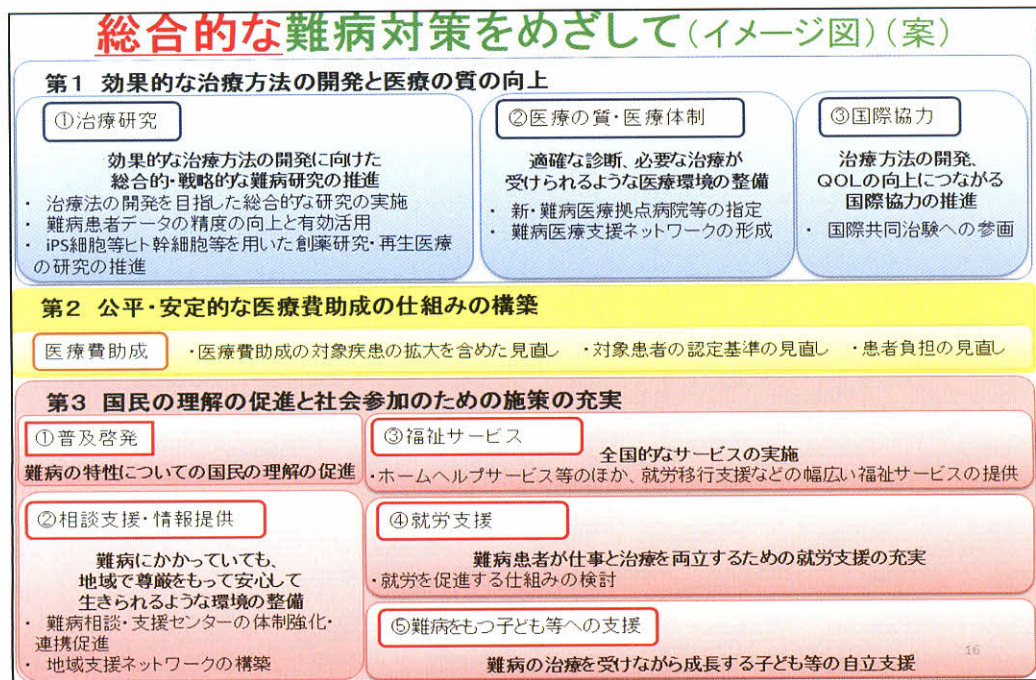 総合的な難病対策をめざして(イメージ図)(案)
第1 効果的な治療方法の開発と医療の質の向上
①治療研究
効果的な治療方法の開発に向けた
総合的・戦略的な難病研究の推進
・ 治療法の開発を目指した総合的な研究の実施
・ 難病患者データの精度の向上と有効活用
・ iPS細胞等ヒト幹細胞等を用いた創薬研究・再生医療
の研究の推進
②医療の質・医療体制
適確な診断、必要な治療が
受けられるような医療環境の整備
・ 新・難病医療拠点病院等の指定
・ 難病医療支援ネットワークの形成
③国際協力
治療方法の開発、
QOLの向上につながる
国際協力の推進
・ 国際共同治験への参画
第2 公平・安定的な医療費助成の仕組みの構築
医療費助成 ・医療費助成の対象疾患の拡大を含めた見直し ・対象患者の認定基準の見直し ・患者負担の見直し
第3 国民の理解の促進と社会参加のための施策の充実
①普及啓発
難病の特性についての国民の理解の促進
②相談支援・情報提供
難病にかかっていても、
地域で尊厳をもって安心して
生きられるような環境の整備
・ 難病相談・支援センターの体制強化・
連携促進
・ 地域支援ネットワークの構築
③福祉サービス
全国的なサービスの実施
・ホームヘルプサービス等のほか、就労移行支援などの幅広い福祉サービスの提供
④就労支援
難病患者が仕事と治療を両立するための就労支援の充実
・就労を促進する仕組みの検討
⑤難病をもつ子ども等への支援
難病の治療を受けながら成長する子ども等の自立支援
16